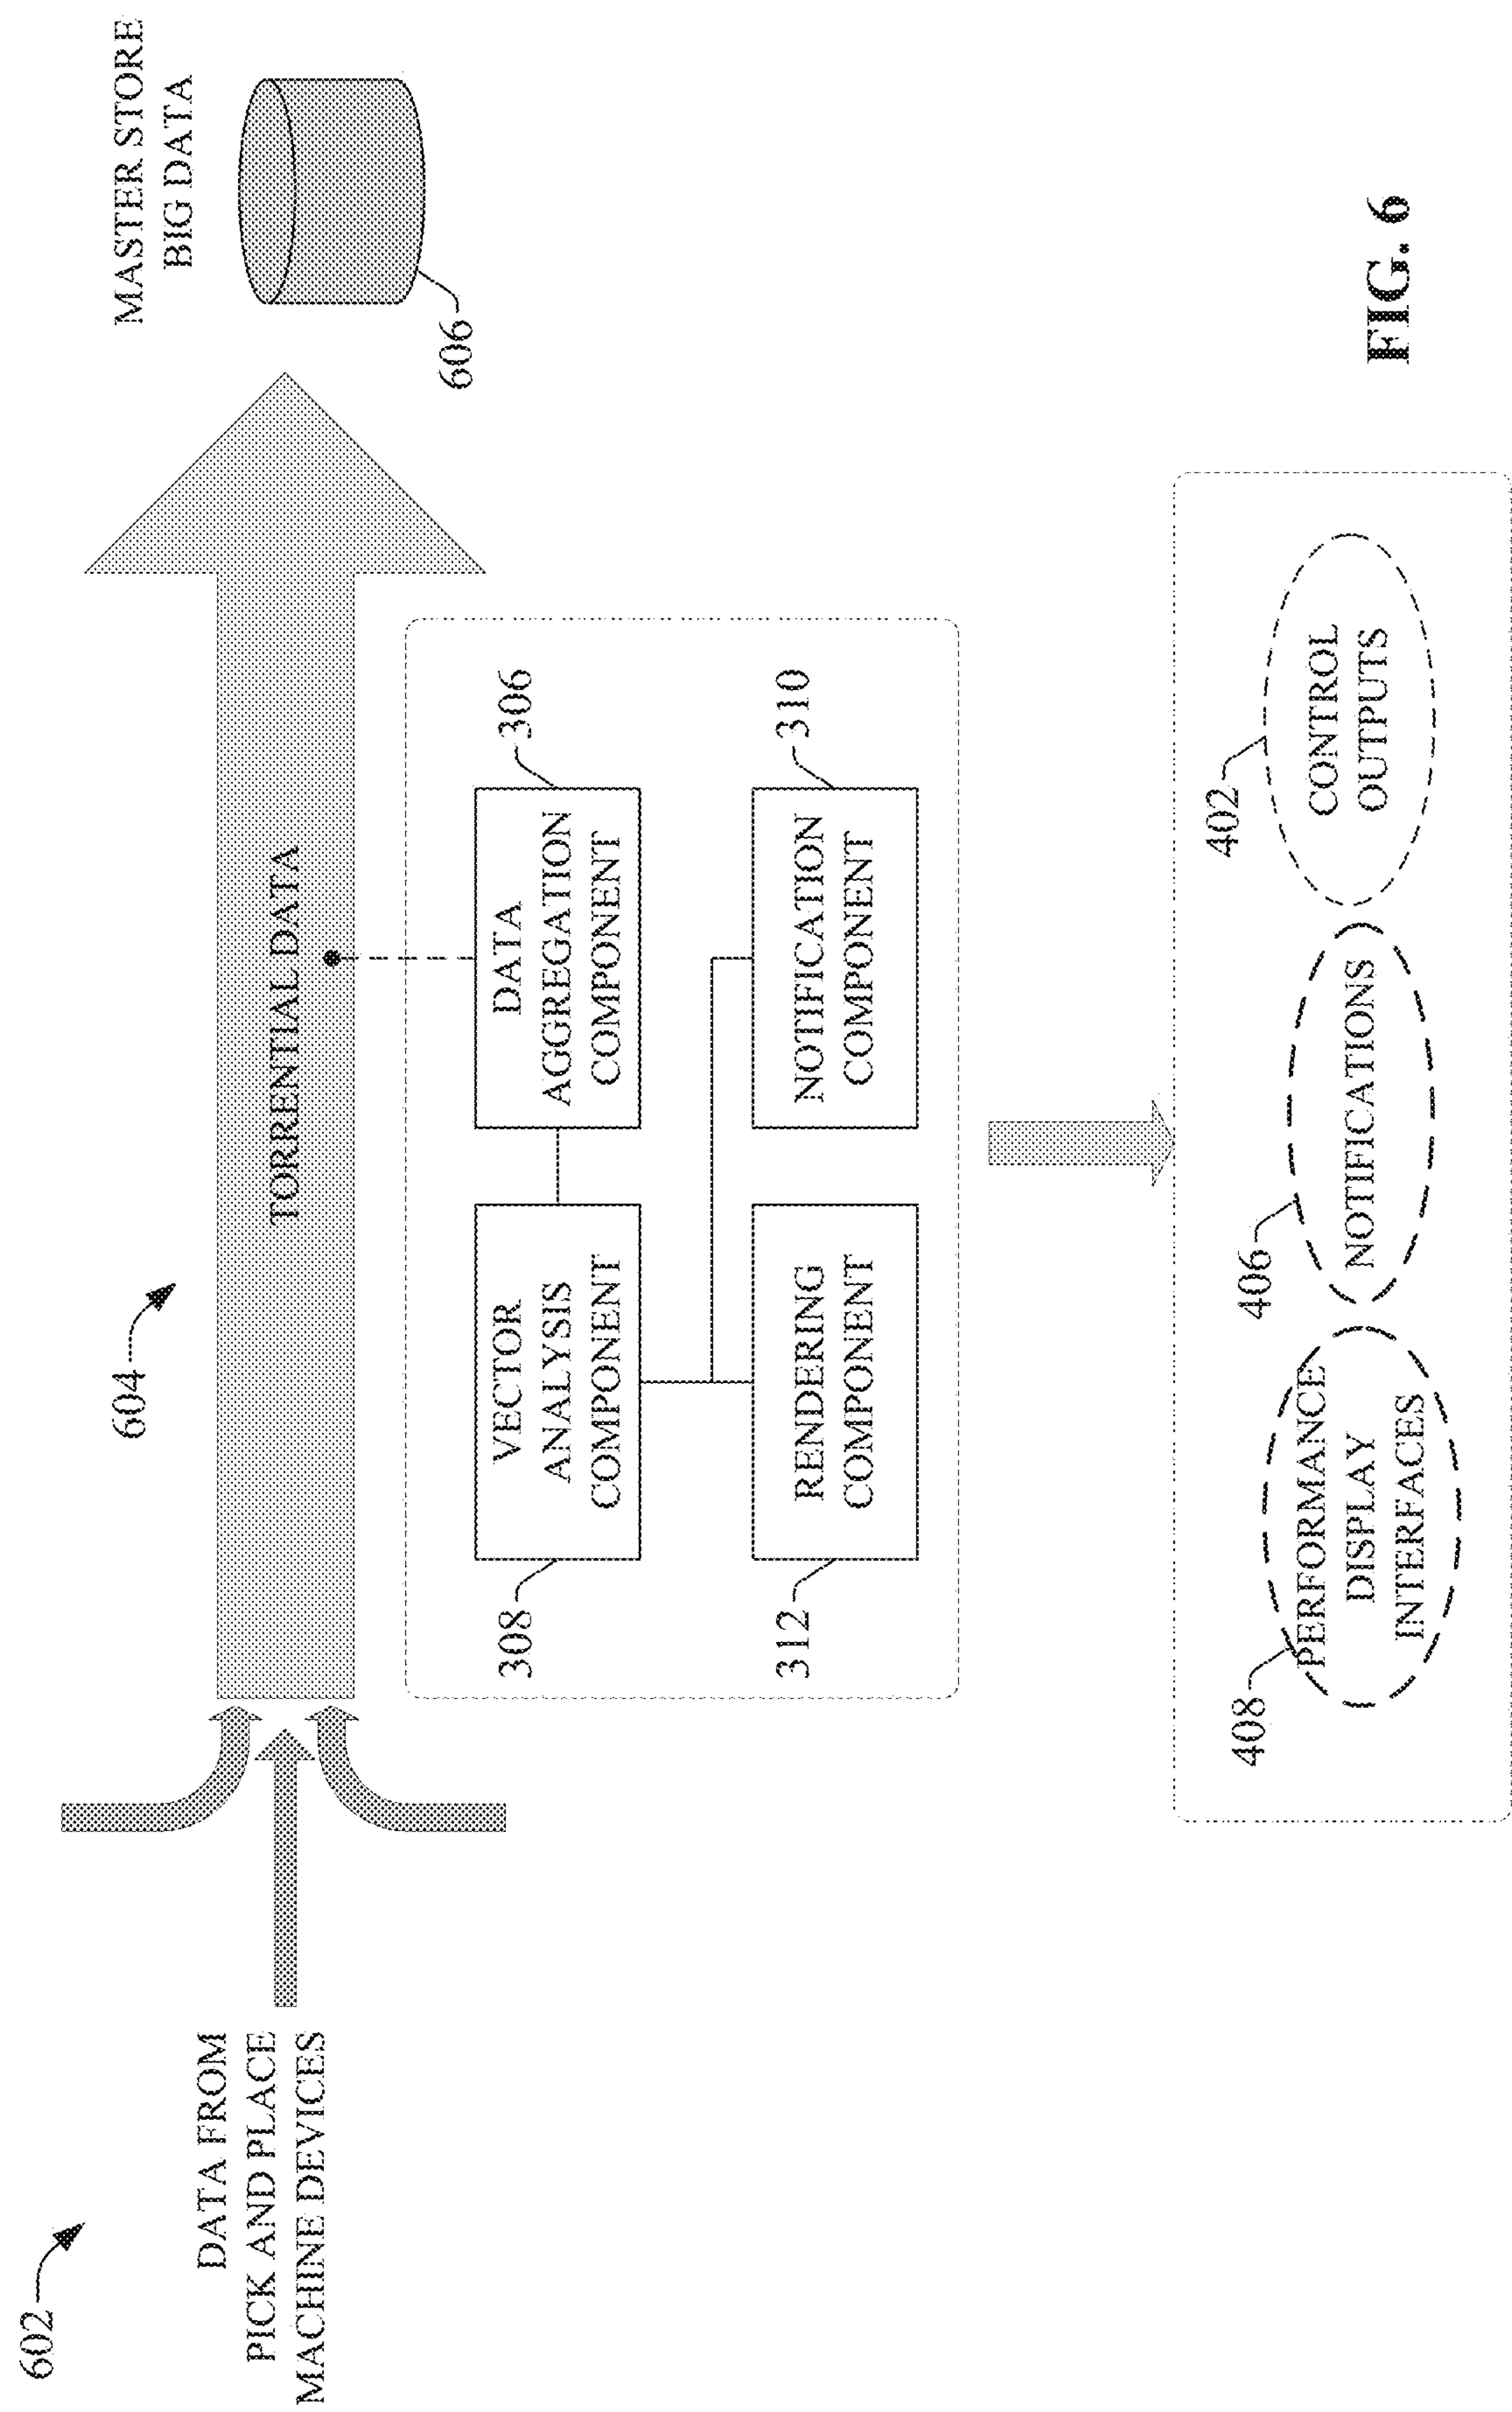 602
DATA FROM
PICK AND PLACE
MACHINE DEVICES
604
TORRENTIAL DATA
MASTER STORE
BIG DATA
606
308
VECTOR
ANALYSIS
COMPONENT
DATA
AGGREGATION
COMPONENT
306
312
RENDERING
COMPONENT
NOTIFICATION
COMPONENT
310
408
PERFORMANCE
DISPLAY
INTERFACES
406
NOTIFICATIONS
402
CONTROL
OUTPUTS
FIG. 6